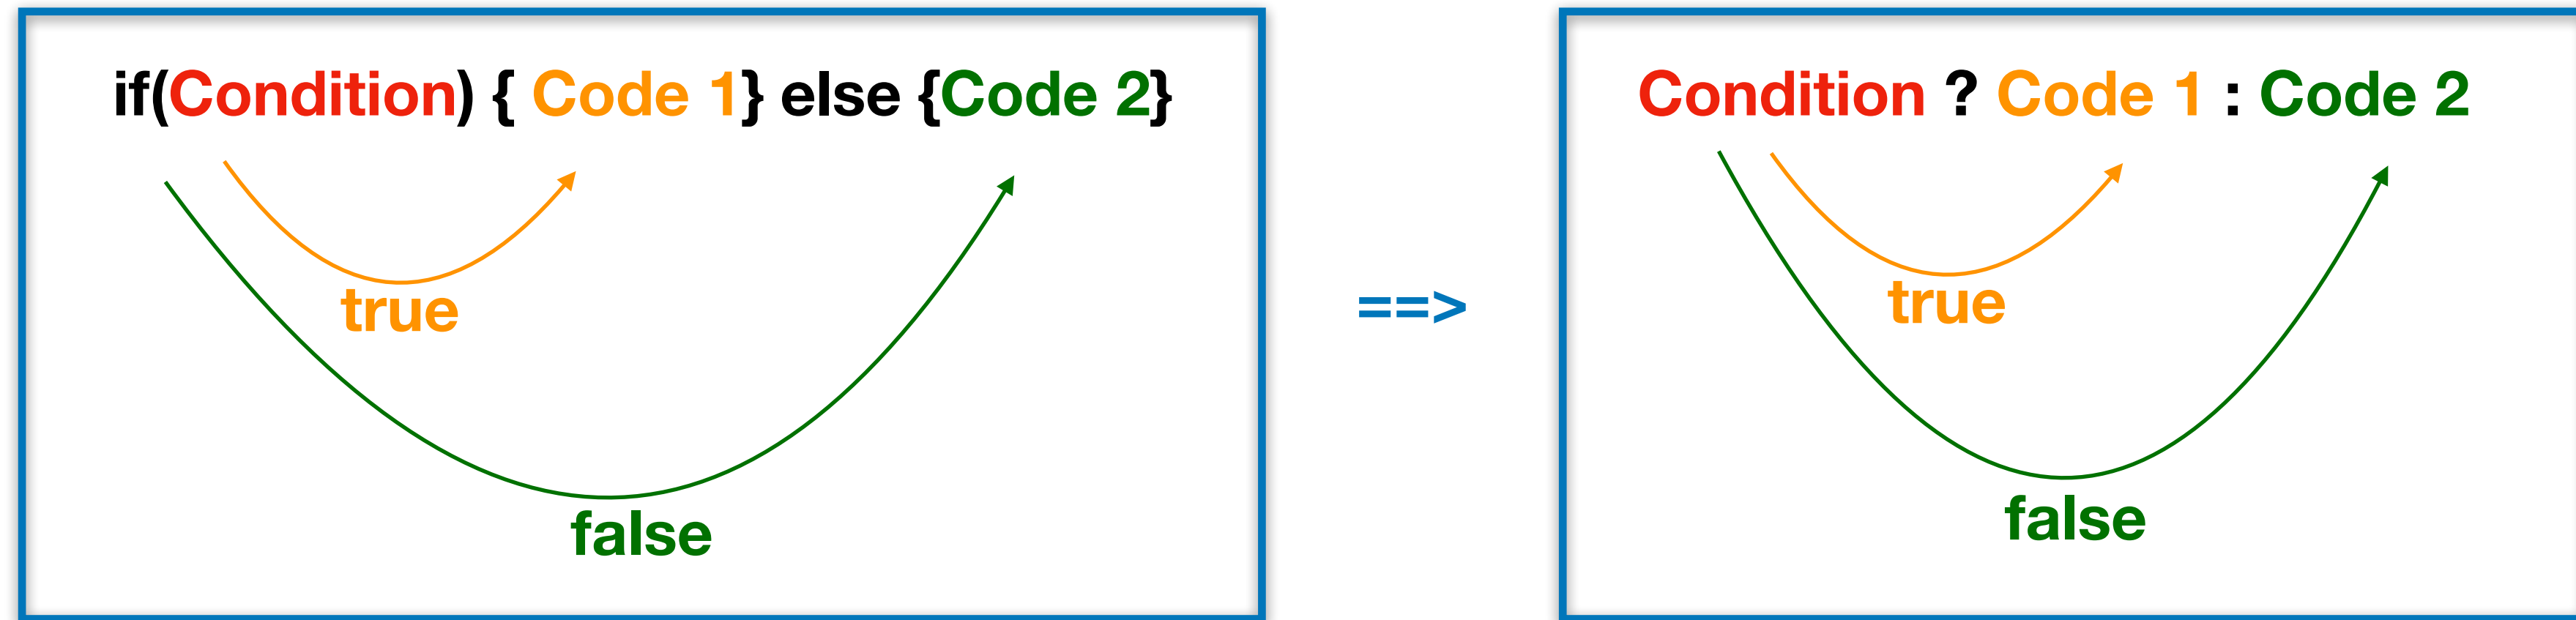 if(Condition) { Code 1} else {Code 2}
true
false
==>
Condition ? Code 1 : Code 2
true
false